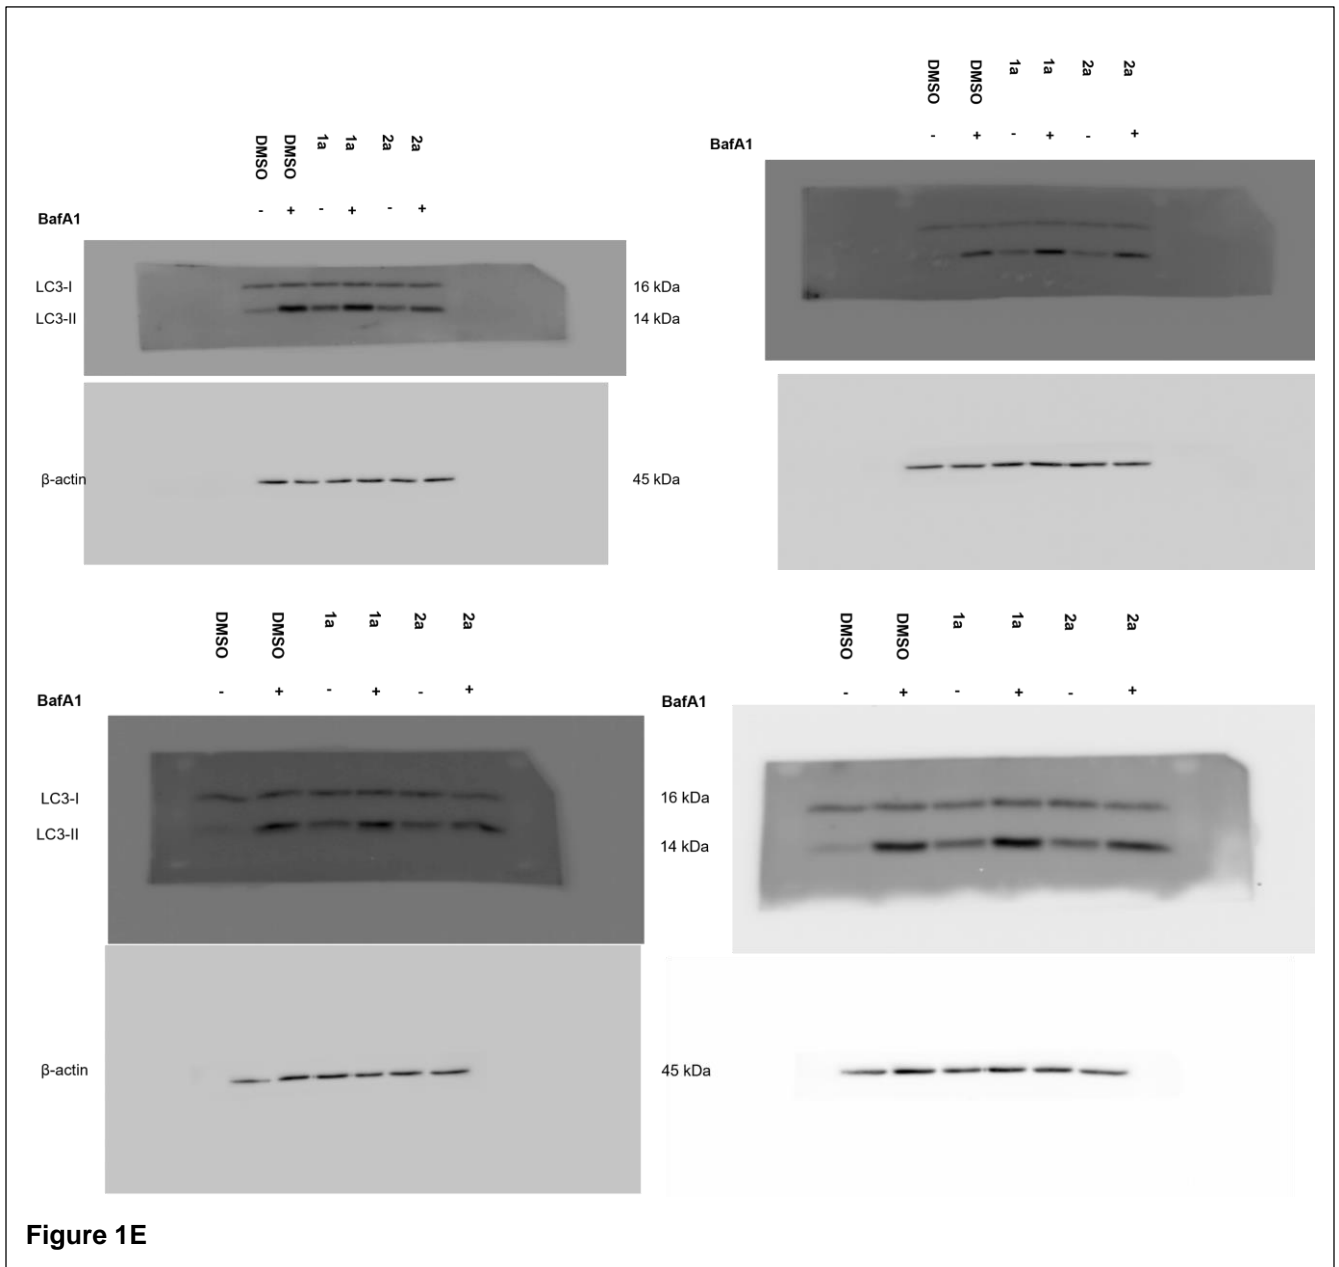 DMSO DMSO 1a 1a 2a 2a
BafA1 - + - + - +
LC3-I 16 kDa
LC3-II 14 kDa
β-actin 45 kDa
DMSO DMSO 1a 1a 2a 2a
BafA1 - + - + - +
DMSO DMSO 1a 1a 2a 2a
BafA1 - + - + - +
LC3-I
LC3-II
β-actin
DMSO DMSO 1a 1a 2a 2a
BafA1 - + - + - +
16 kDa
14 kDa
45 kDa
Figure 1E